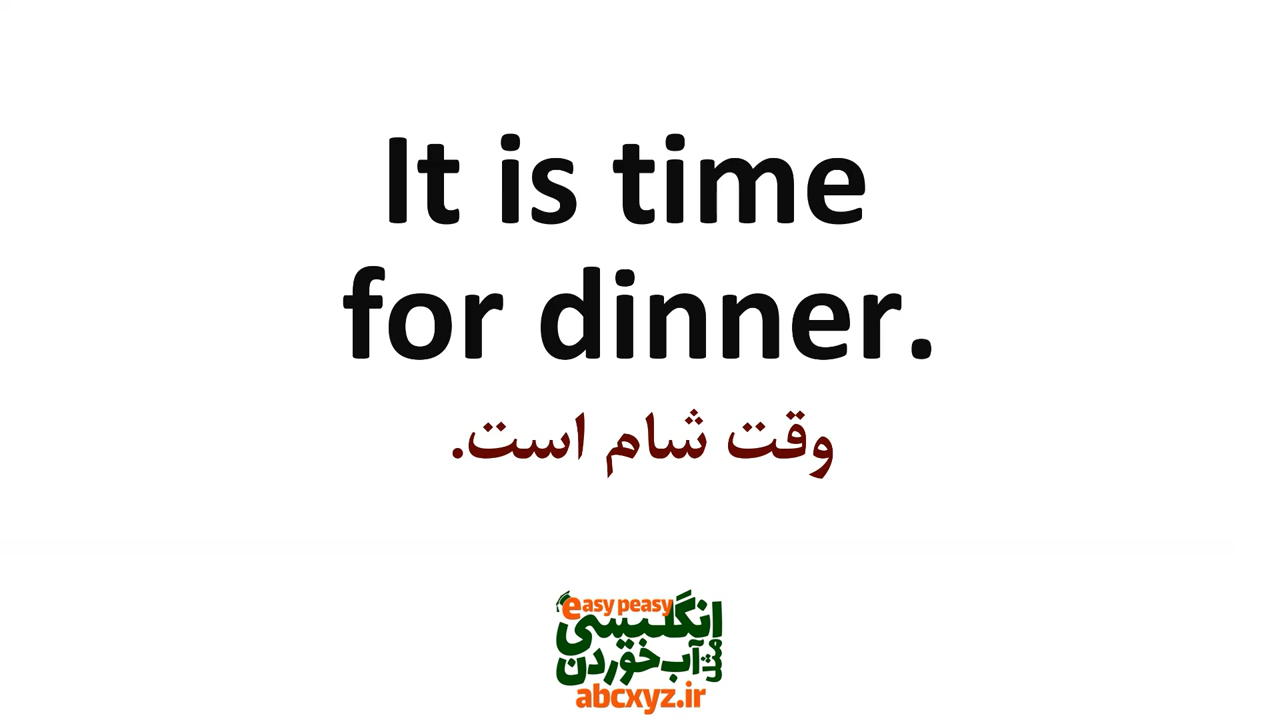 It is time
for dinner.
وقت شام است.
easy peasy
انگلیسی
مثل آب خوردن
abcxyz.ir